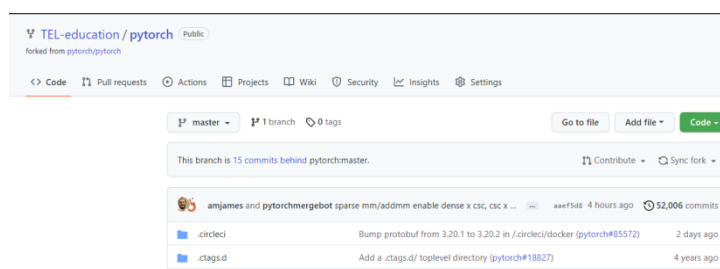 TEL-education / pytorch Public
forked from pytorch/pytorch
<> Code Pull requests Actions Projects Wiki Security Insights Settings
master 1 branch 0 tags Go to file Add file Code
This branch is 15 commits behind pytorch:master. Contribute Sync fork
amjames and pytorchmergebot sparse mm/addmm enable dense x csc, csc x ... ... aaef5d8 4 hours ago 52,006 commits
.circleci Bump protobuf from 3.20.1 to 3.20.2 in /.circleci/docker (pytorch#85572) 2 days ago
.ctags.d Add a .ctags.d/ toplevel directory (pytorch#18827) 4 years ago